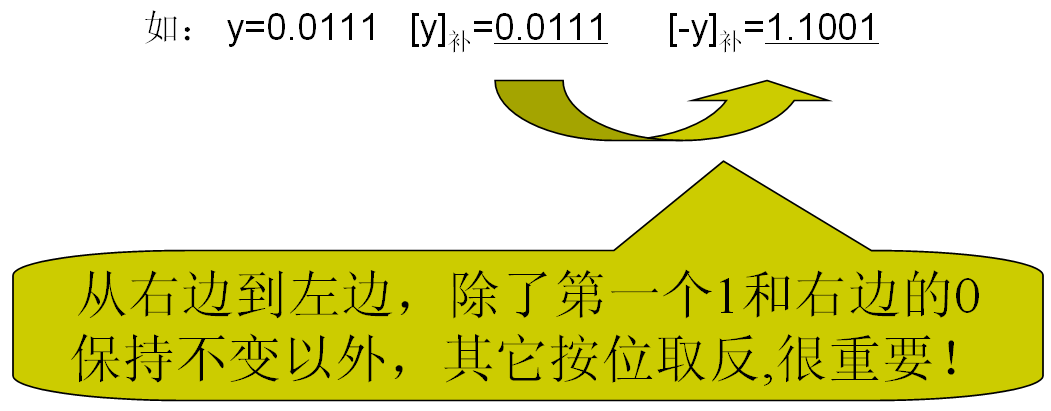 如： y=0.0111 [y]补=0.0111 [-y]补=1.1001
从右边到左边，除了第一个1和右边的0
保持不变以外，其它按位取反,很重要！